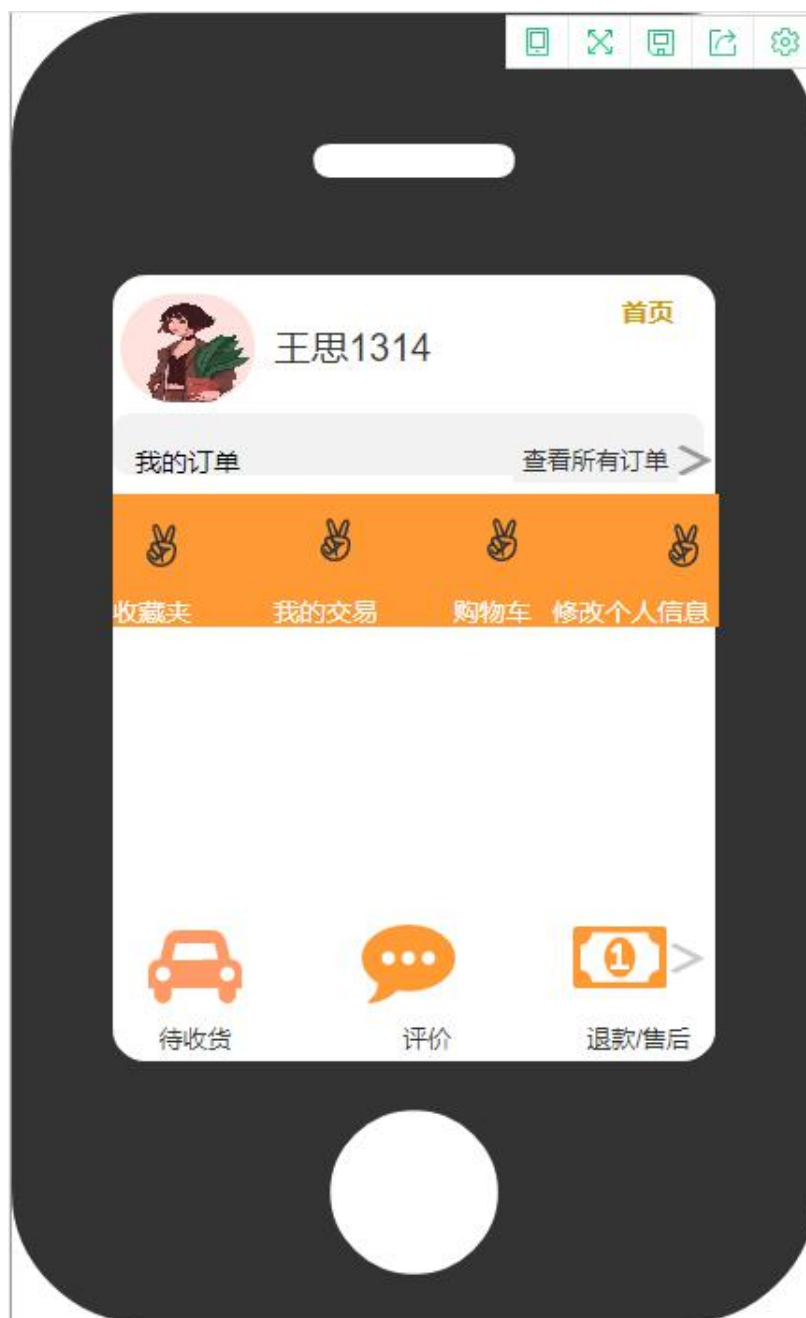 首页
王思1314
我的订单 查看所有订单 >
收藏夹 我的交易 购物车 修改个人信息
1 >
待收货 评价 退款/售后